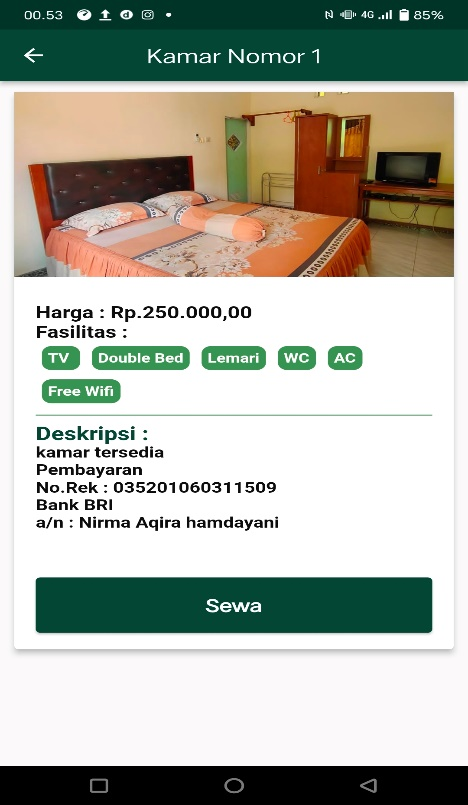 00.53
4G 85%
Kamar Nomor 1
Harga : Rp.250.000,00
Fasilitas :
TV Double Bed Lemari WC AC
Free Wifi
Deskripsi :
kamar tersedia
Pembayaran
No.Rek : 035201060311509
Bank BRI
a/n : Nirma Aqira hamdayani
Sewa